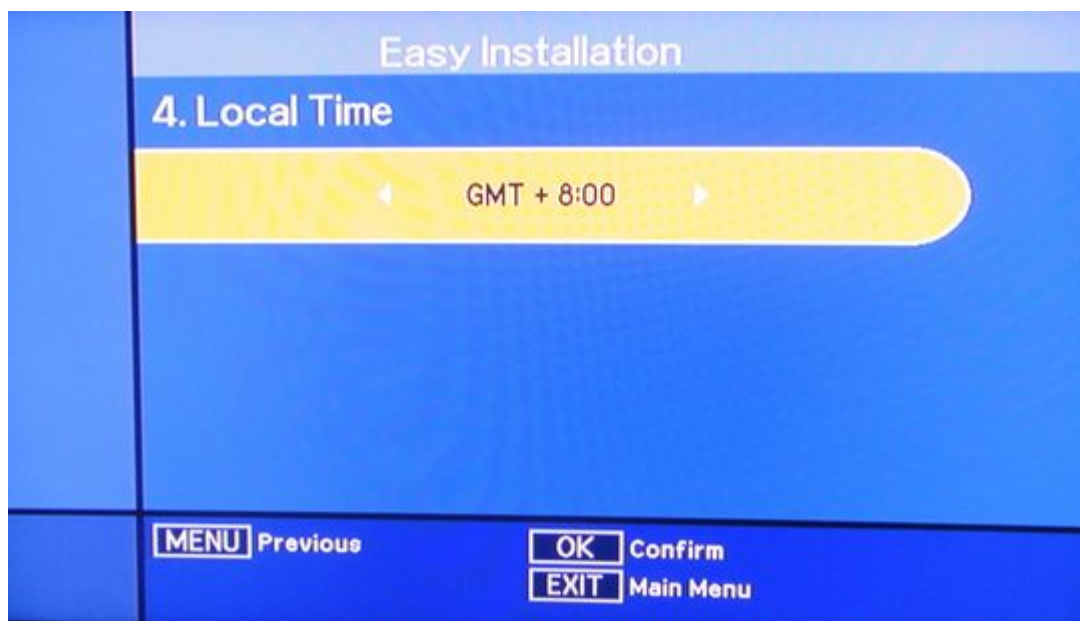 Easy Installation
4. Local Time
GMT + 8:00
MENU Previous
OK Confirm
EXIT Main Menu